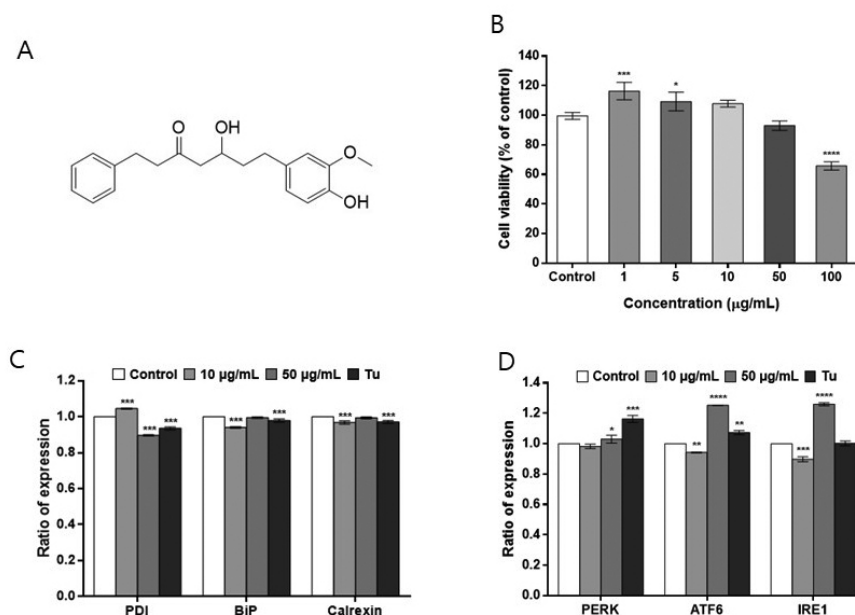 A
O
OH
O
OH
B
Cell viability (% of control)
140
120
100
80
60
40
20
0
***
*
****
Control 1 5 10 50 100
Concentration (μg/mL)
C
Control 10 μg/mL 50 μg/mL Tu
Ratio of expression
1.2
1.0
0.8
0.6
0.4
0.2
0.0
*** *** *** *** *** *** ***
PDI BiP Calrexin
D
Control 10 μg/mL 50 μg/mL Tu
Ratio of expression
1.4
1.2
1.0
0.8
0.6
0.4
0.2
0.0
* *** ** **** ** *** ****
PERK ATF6 IRE1